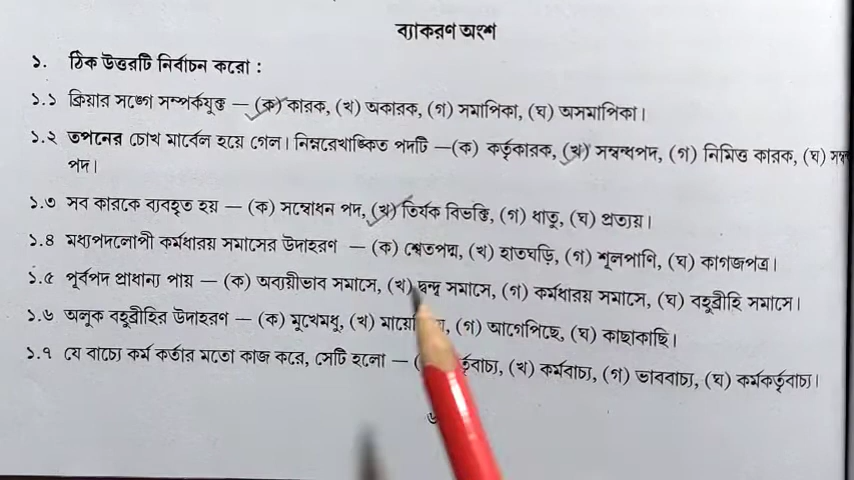 ব্যাকরণ অংশ
১. ঠিক উত্তরটি নির্বাচন করো :
১.১ ক্রিয়ার সঙ্গে সম্পর্কযুক্ত — (ক) কারক, (খ) অকারক, (গ) সমাপিকা, (ঘ) অসমাপিকা।
১.২ তপনের চোখ মার্বেল হয়ে গেল। নিম্নরেখাঙ্কিত পদটি —(ক) কর্তৃকারক, (খ) সম্বন্ধপদ, (গ) নিমিত্ত কারক, (ঘ)
পদ।
১.৩ সব কারকে ব্যবহৃত হয় — (ক) সম্বোধন পদ, (খ) তির্যক বিভক্তি, (গ) ধাতু, (ঘ) প্রত্যয়।
১.৪ মধ্যপদলোপী কর্মধারয় সমাসের উদাহরণ — (ক) শ্বেতপদ্ম, (খ) হাতঘড়ি, (গ) শূলপাণি, (ঘ) কাগজপত্র।
১.৫ পূর্বপদ প্রাধান্য পায় — (ক) অব্যয়ীভাব সমাসে, (খ) দ্বন্দ্ব সমাসে, (গ) কর্মধারয় সমাসে, (ঘ) বহুব্রীহি সমাসে।
১.৬ অলুক বহুব্রীহির উদাহরণ — (ক) মুখেমধু, (খ) (গ) আগেপিছে, (ঘ) কাছাকাছি।
১.৭ যে বাচ্যে কর্ম কর্তার মতো কাজ করে, সেটি হলো — (খ) কর্মবাচ্য, (গ) ভাববাচ্য, (ঘ) কর্মকর্তৃবাচ্য।